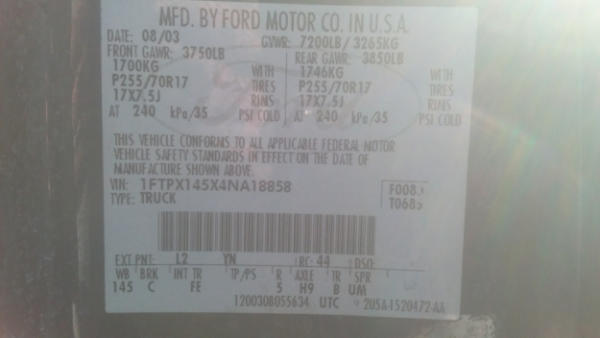 MFD. BY FORD MOTOR CO. IN U.S.A.
DATE: 08/03 GVWR: 7200LB/ 3265KG
FRONT GAWR: 3750LB REAR GAWR: 3850LB
1700KG WITH 1746KG WITH
P255/70R17 TIRES P255/70R17 TIRES
17X7.5J RIMS 17X7.5J RIMS
AT 240 kPa/35 PSI COLD AT 240 kPa/35 PSI COLD
THIS VEHICLE CONFORMS TO ALL APPLICABLE FEDERAL MOTOR
VEHICLE SAFETY STANDARDS IN EFFECT ON THE DATE OF
MANUFACTURE SHOWN ABOVE.
VIN: 1FTPX145X4NA18858 F008
TYPE: TRUCK T068
EXT PNT: L2 YN RC: 44 DSO:
WB BRK INT TR TP/PS R AXLE TR SPR
145 C FE 5 H9 B UM
UTC